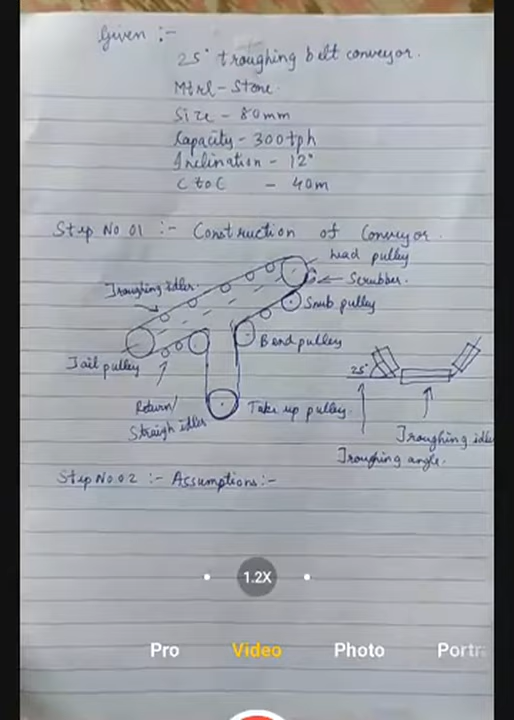 Given :-
25° troughing belt conveyor.
Mtrl - Stone.
Size - 80mm
Capacity - 300tph
Inclination - 12°
C to C - 40m
Step No 01 :- Construction of Conveyor.
head pulley
Troughing idler.
Scrubber.
Snub pulley
Bend pulley
Tail pulley
25°
Return/
Straigh idler
Take up pulley.
Troughing idle
Troughing angle.
Step No.02 :- Assumptions:-
1.2X
Pro Video Photo Portr